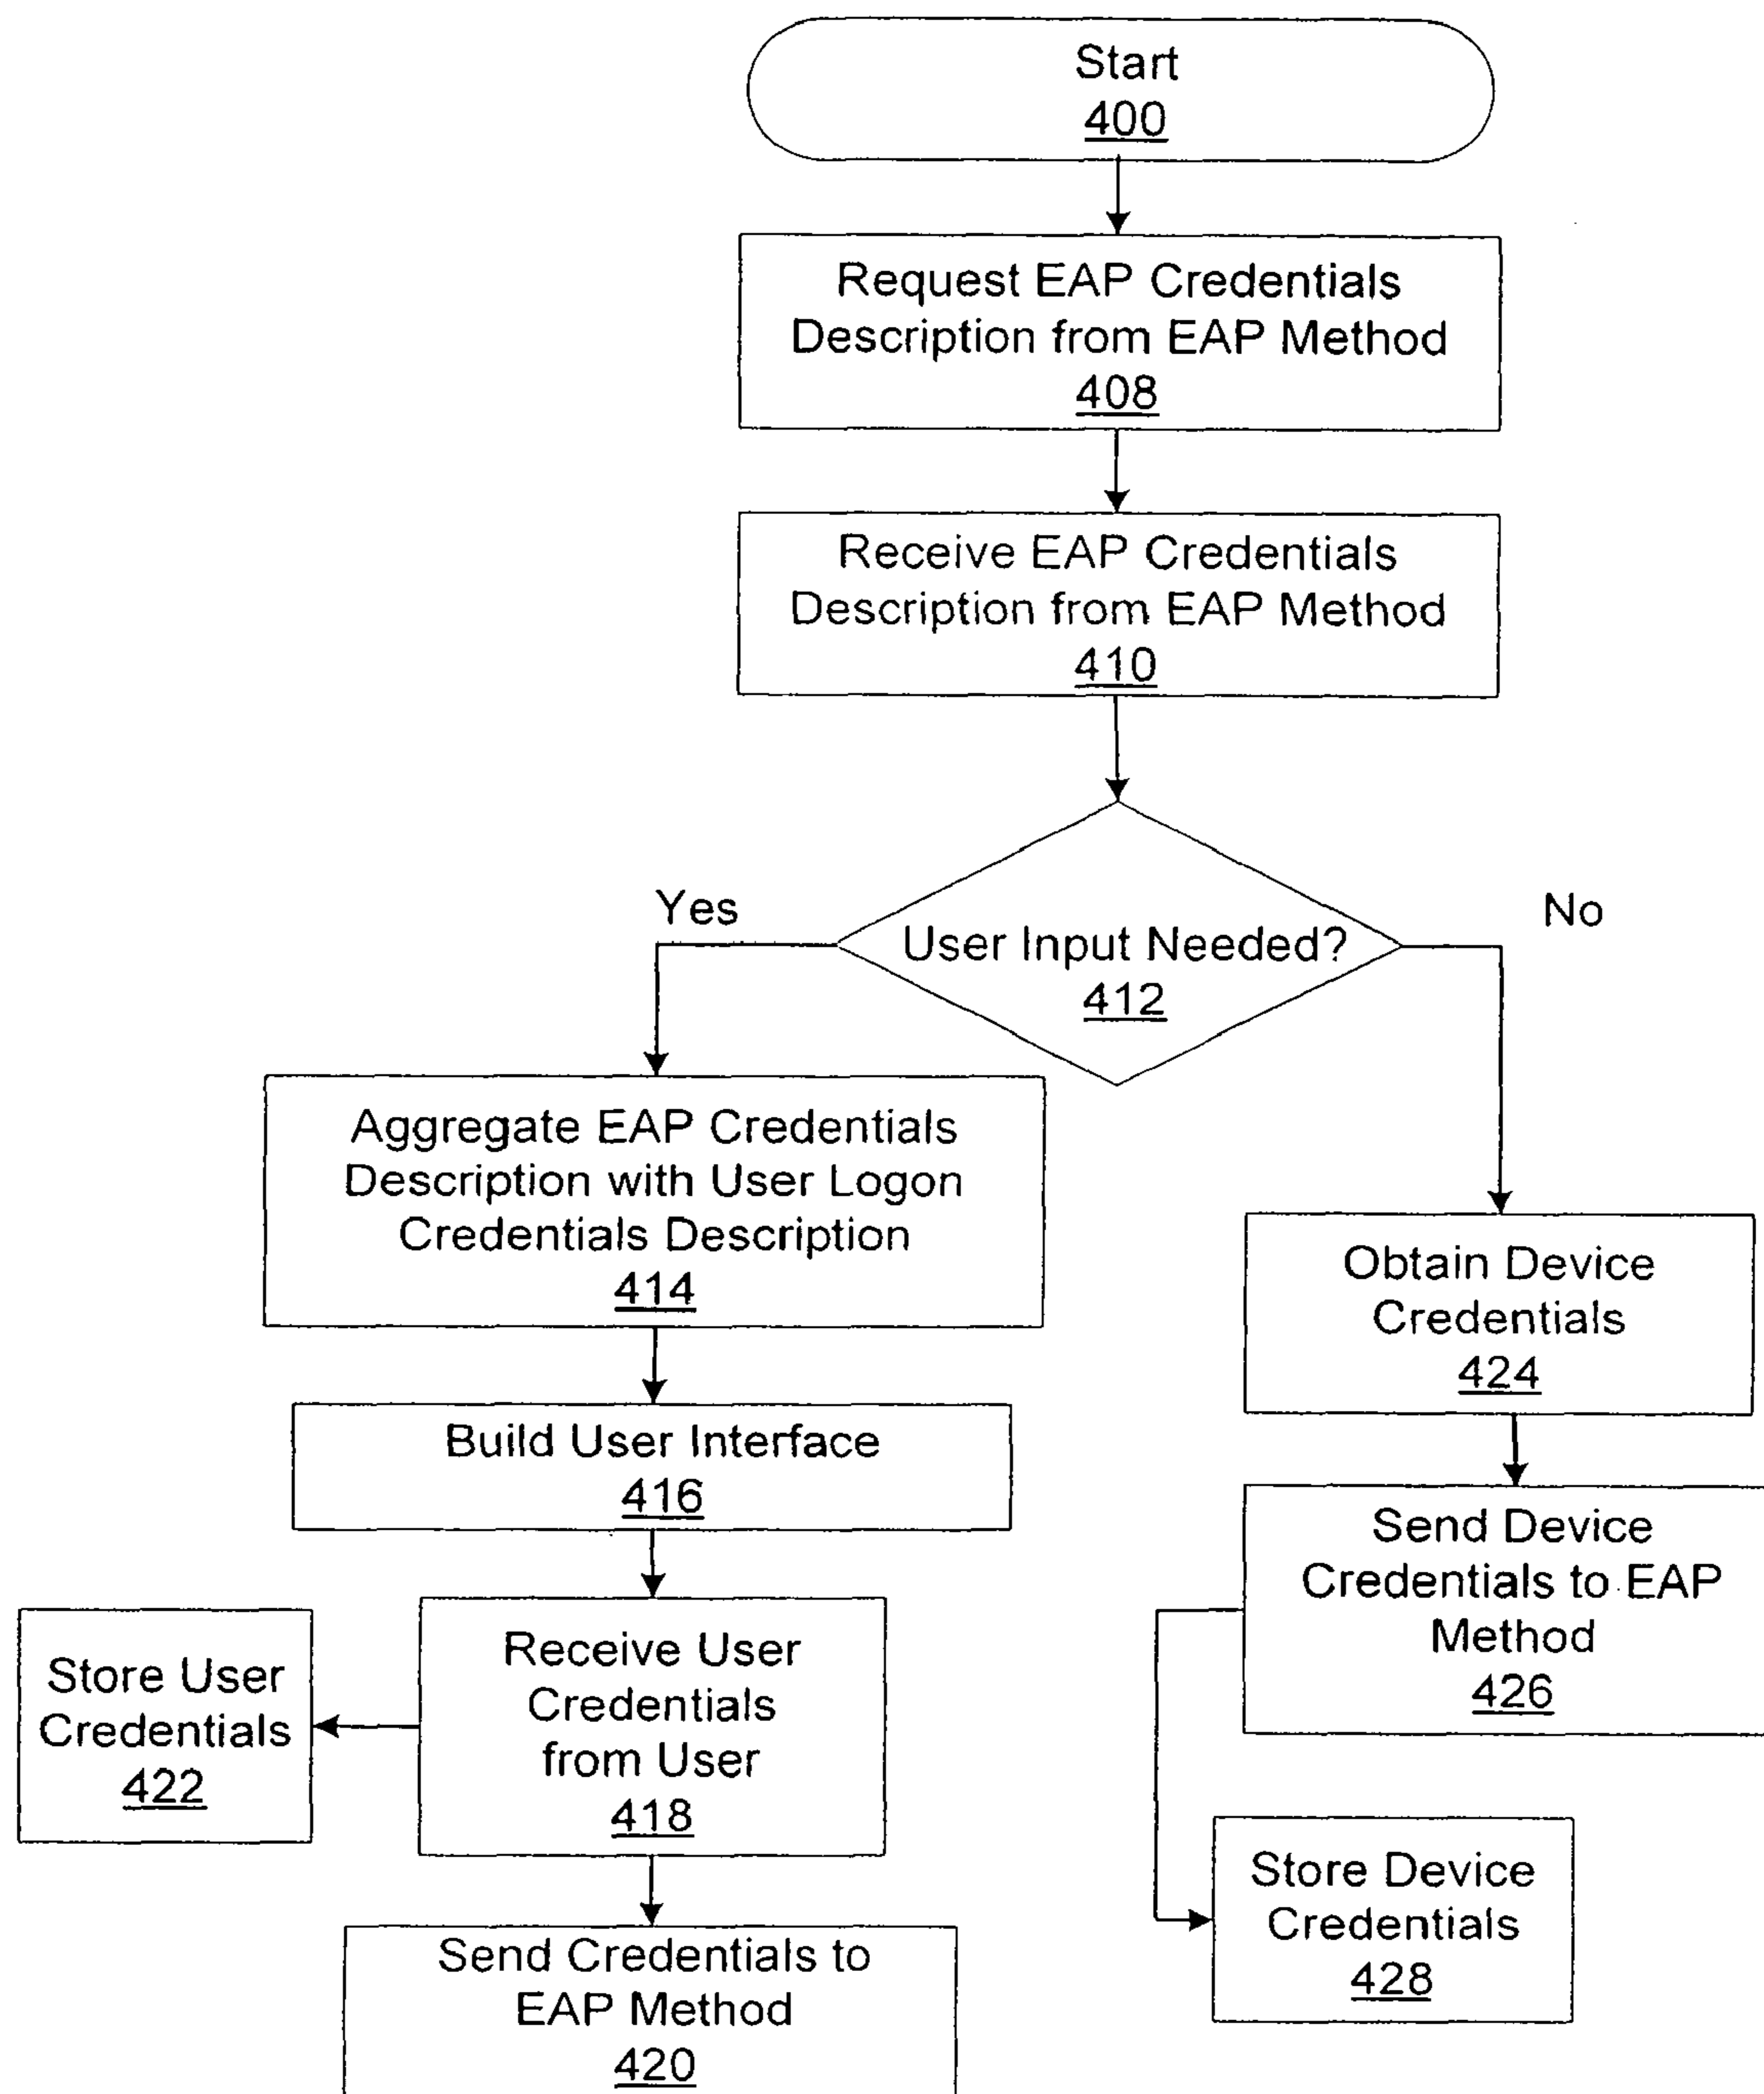 Start
400
Request EAP Credentials
Description from EAP Method
408
Receive EAP Credentials
Description from EAP Method
410
Yes
No
User Input Needed?
412
Aggregate EAP Credentials
Description with User Logon
Credentials Description
414
Obtain Device
Credentials
424
Build User Interface
416
Send Device
Credentials to EAP
Method
426
Receive User
Credentials
from User
418
Store User
Credentials
422
Store Device
Credentials
428
Send Credentials to
EAP Method
420